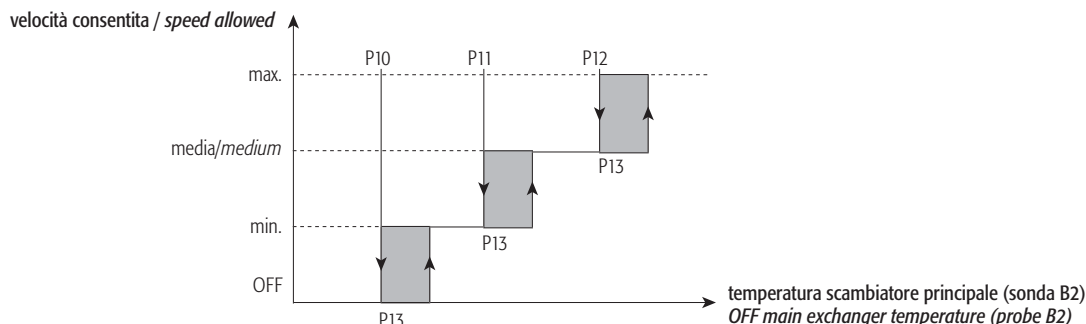 velocità consentita / speed allowed
P10 P11 P12
max.
media/medium
P13
min.
P13
OFF
temperatura scambiatore principale (sonda B2)
OFF main exchanger temperature (probe B2)
P13